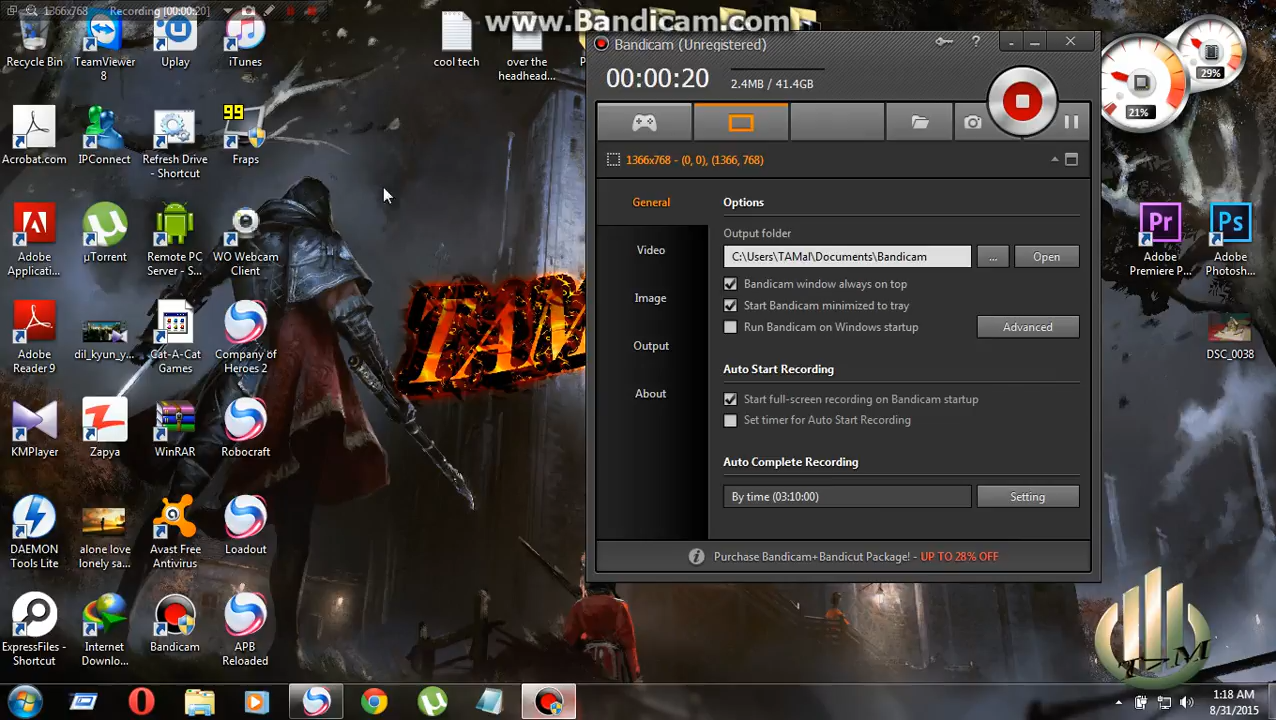 1366x768 Recording [00:00:20]
www.Bandicam.com
Recycle Bin
TeamViewer 8
Uplay
iTunes
cool tech
over the headhead...
Acrobat.com
IPConnect
Refresh Drive - Shortcut
99
Fraps
Adobe Applicati...
µTorrent
Remote PC Server - S...
WO Webcam Client
Adobe Reader 9
dil_kyun_y...
Cat-A-Cat Games
Company of Heroes 2
KMPlayer
Zapya
WinRAR
Robocraft
DAEMON Tools Lite
alone love lonely sa...
Avast Free Antivirus
Loadout
ExpressFiles - Shortcut
Internet Downlo...
Bandicam
APB Reloaded
TAM
Bandicam (Unregistered)
?
00:00:20
2.4MB / 41.4GB
1366x768 - (0, 0), (1366, 768)
General
Video
Image
Output
About
Options
Output folder
C:\Users\TAMal\Documents\Bandicam
...
Open
Bandicam window always on top
Start Bandicam minimized to tray
Run Bandicam on Windows startup
Advanced
Auto Start Recording
Start full-screen recording on Bandicam startup
Set timer for Auto Start Recording
Auto Complete Recording
By time (03:10:00)
Setting
Purchase Bandicam+Bandicut Package! - UP TO 28% OFF
21%
29%
Pr
Adobe Premiere P...
Ps
Adobe Photosh...
DSC_0038
1:18 AM
8/31/2015